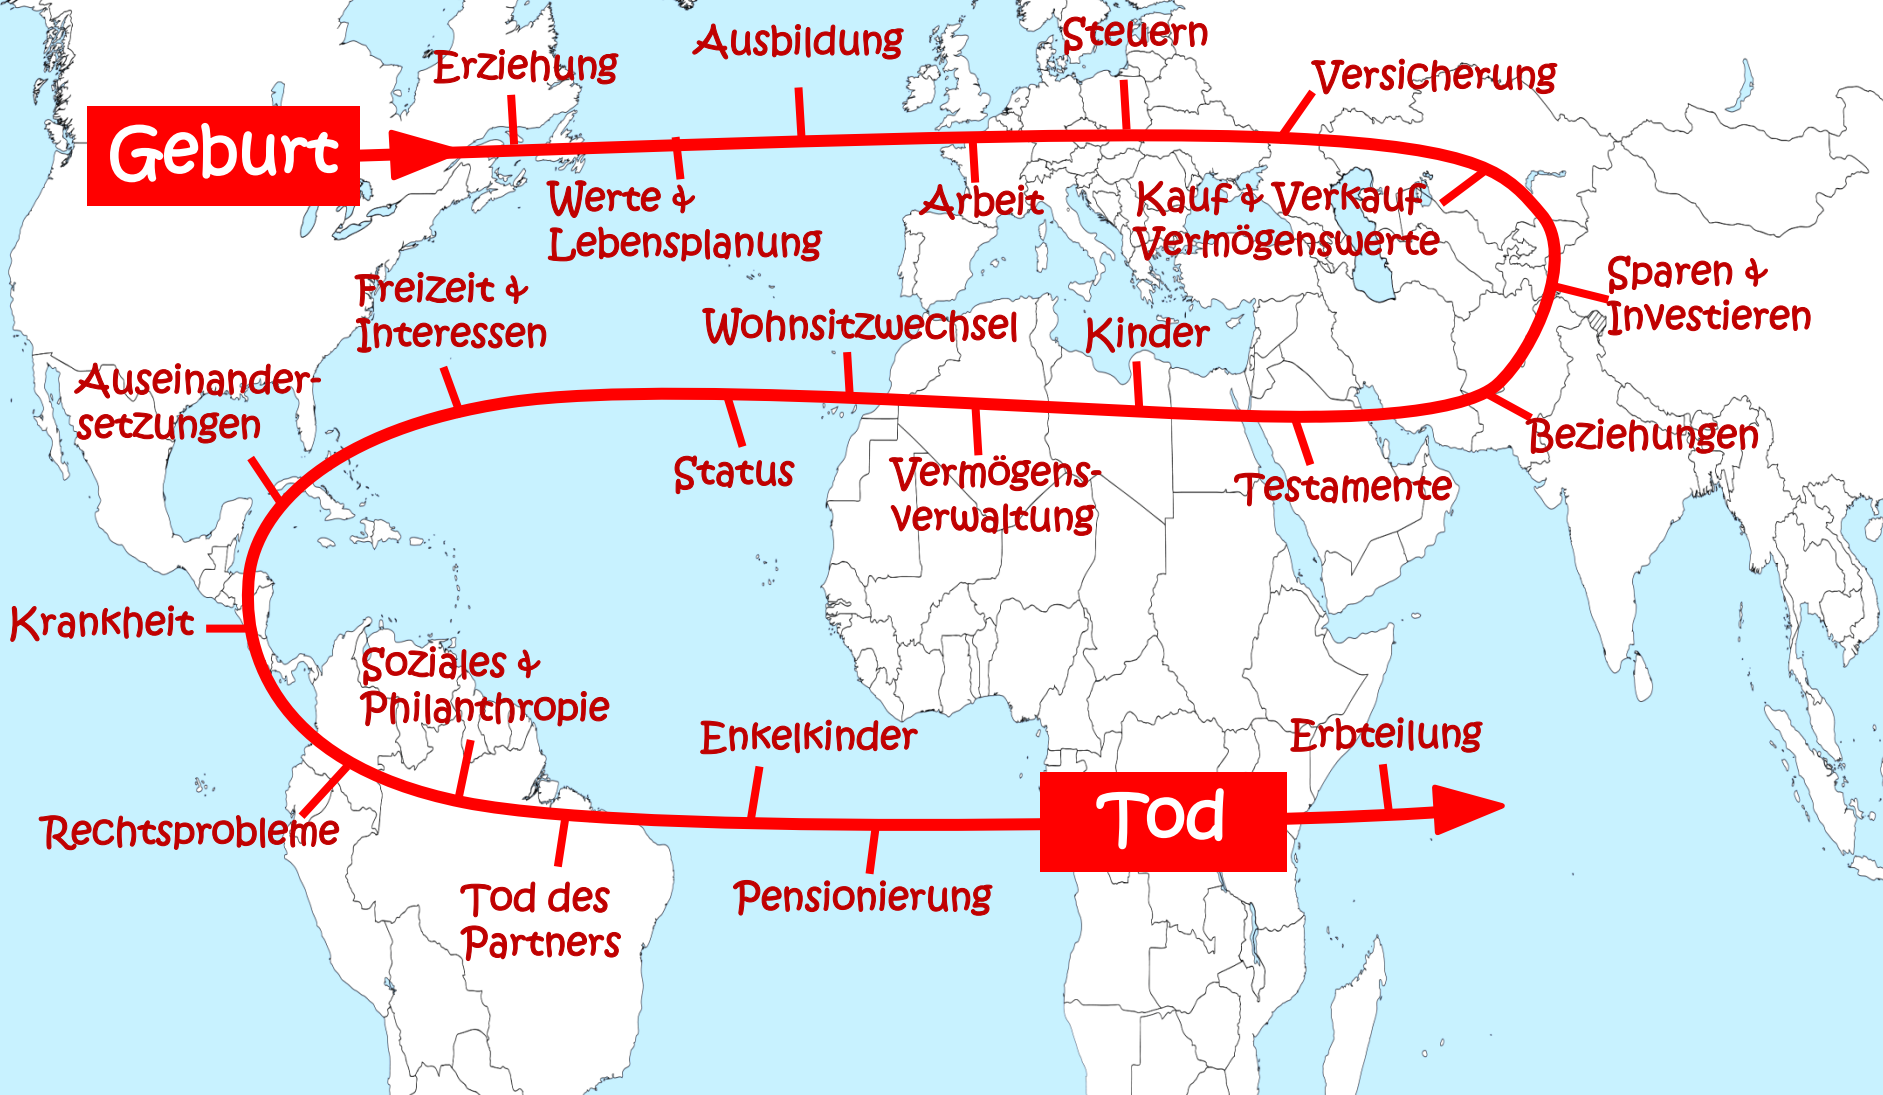 Geburt
Erziehung
Werte &
Lebensplanung
Ausbildung
Arbeit
Steuern
Versicherung
Kauf & Verkauf
Vermögenswerte
Sparen &
Investieren
Beziehungen
Testamente
Kinder
Vermögens-
verwaltung
Wohnsitzwechsel
Status
Freizeit &
Interessen
Auseinander-
setzungen
Krankheit
Rechtsprobleme
Soziales &
Philanthropie
Tod des
Partners
Enkelkinder
Pensionierung
Tod
Erbteilung